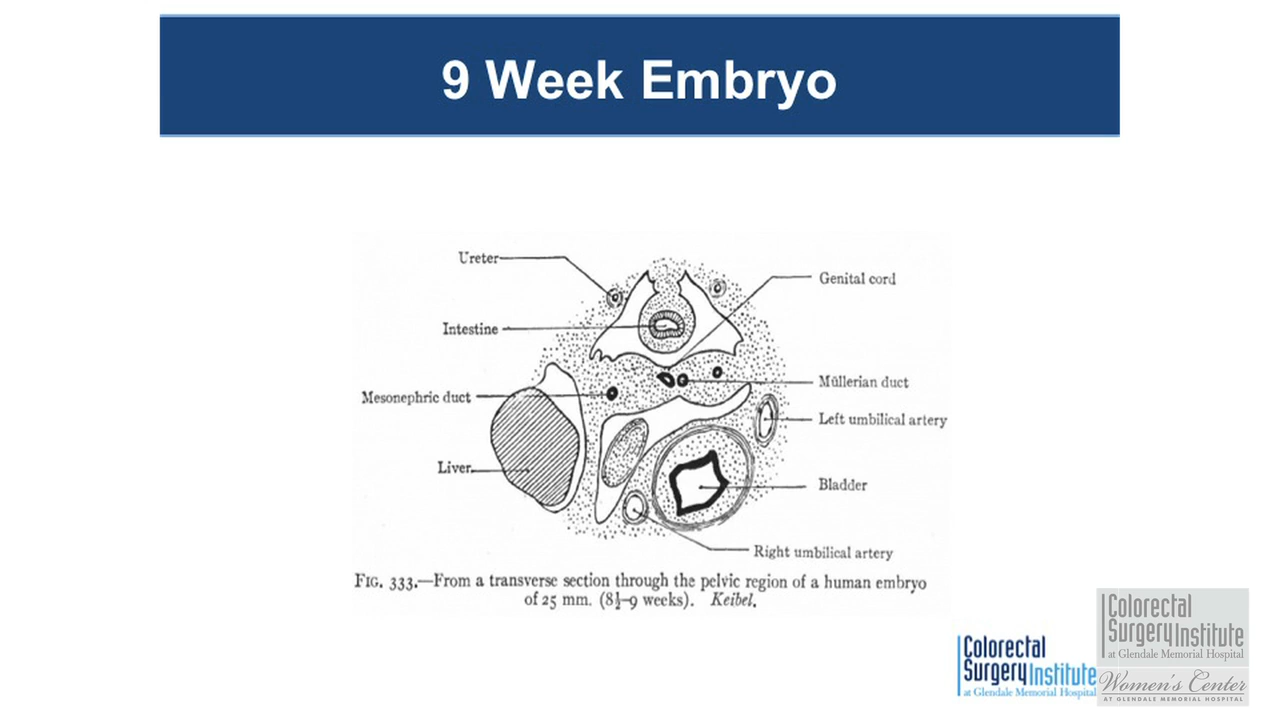 9 Week Embryo
Ureter
Genital cord
Intestine
Mesonephric duct
Müllerian duct
Left umbilical artery
Liver
Bladder
Right umbilical artery
FIG. 333.—From a transverse section through the pelvic region of a human embryo
of 25 mm. (8½–9 weeks). Keibel.
Colorectal
Surgery Institute
at Glendale Memorial Hospital
Colorectal
Surgery Institute
at Glendale Memorial Hospital
Women's Center
AT GLENDALE MEMORIAL HOSPITAL